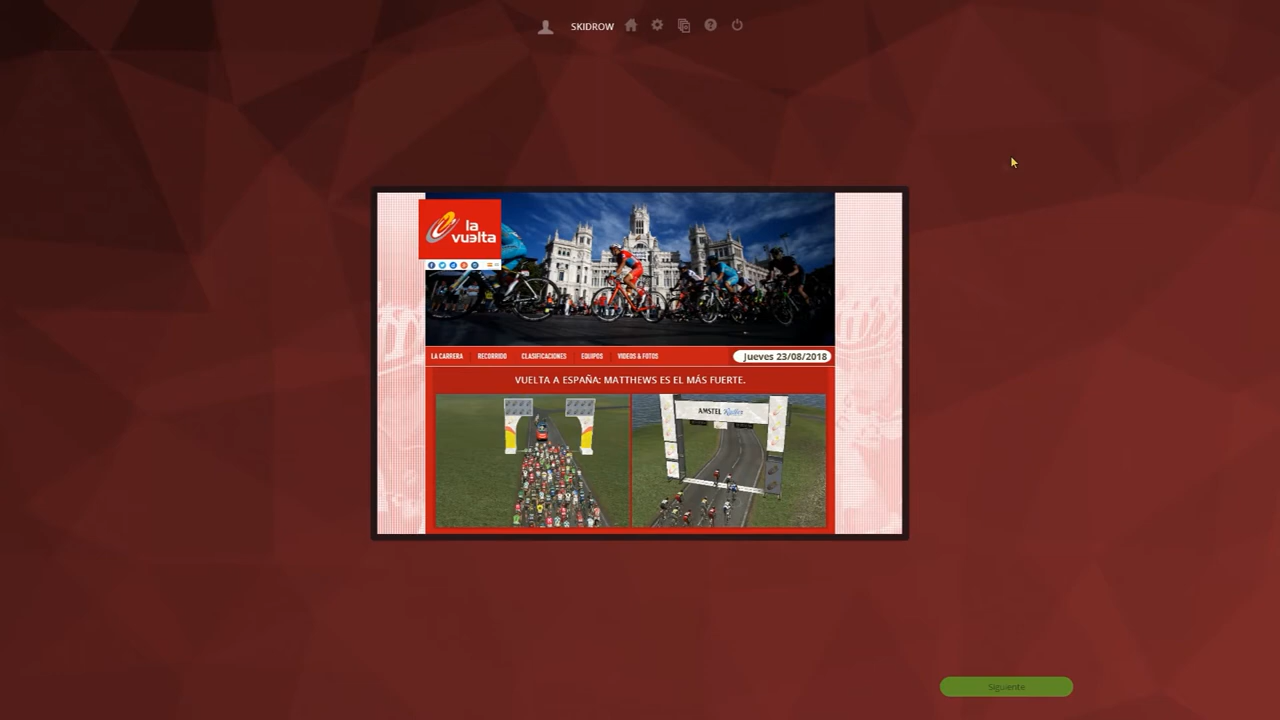 SKIDROW
la
vuelta
LA CARRERA RECORRIDO CLASIFICACIONES EQUIPOS VIDEOS & FOTOS Jueves 23/08/2018
VUELTA A ESPAÑA: MATTHEWS ES EL MÁS FUERTE.
AMSTEL Radler
Siguiente